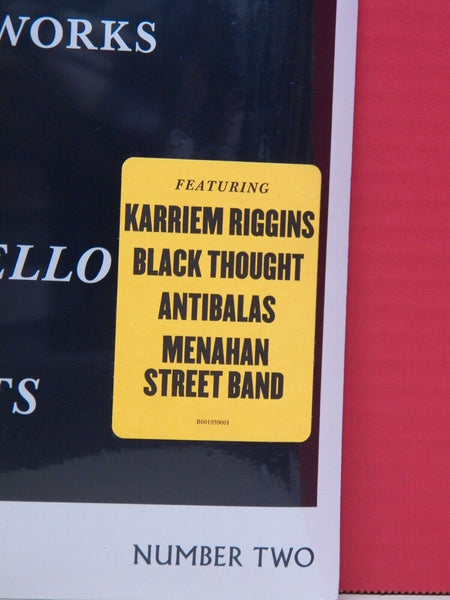 WORKS
FEATURING
KARRIEM RIGGINS
BLACK THOUGHT
ELLO
ANTIBALAS
MENAHAN
STREET BAND
TS
B001959001
NUMBER TWO